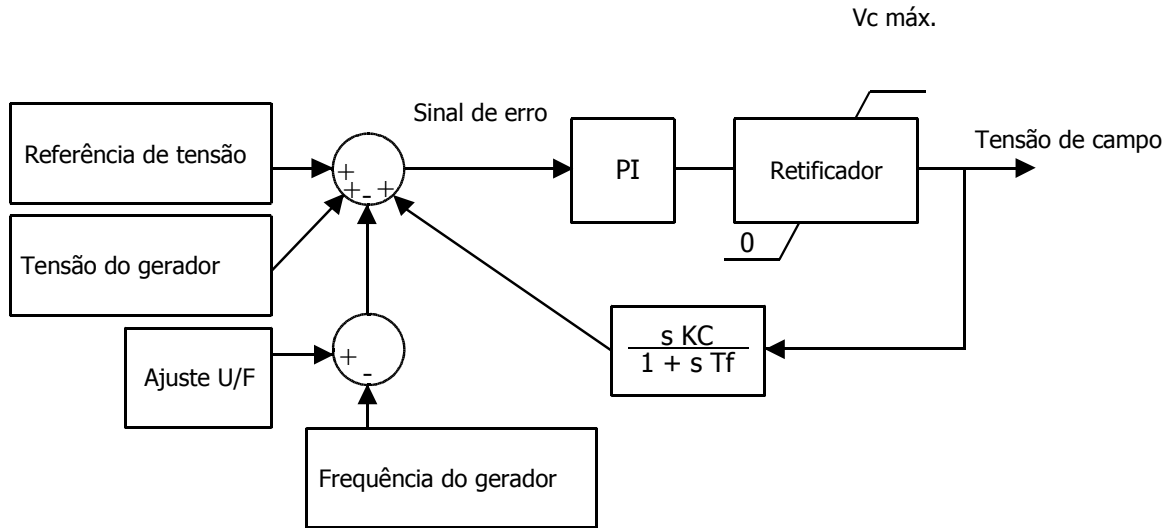 Vc máx.
Sinal de erro
Tensão de campo
Referência de tensão
+
+
-
+
PI
Retificador
0
Tensão do gerador
s KC
1 + s Tf
Ajuste U/F
+
-
Frequência do gerador